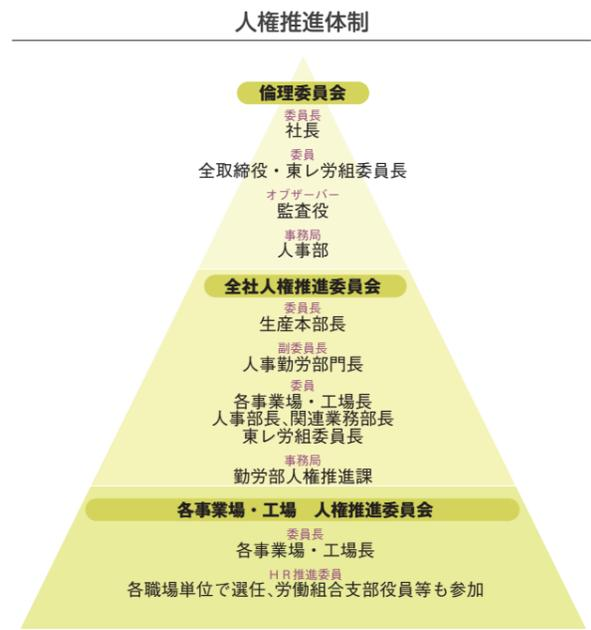 人権推進体制
倫理委員会
委員長
社長
委員
全取締役・東レ労組委員長
オブザーバー
監査役
事務局
人事部
全社人権推進委員会
委員長
生産本部長
副委員長
人事勤労部門長
委員
各事業場・工場長
人事部長、関連業務部長
東レ労組委員長
事務局
勤労部人権推進課
各事業場・工場　人権推進委員会
委員長
各事業場・工場長
ＨＲ推進委員
各職場単位で選任、労働組合支部役員等も参加